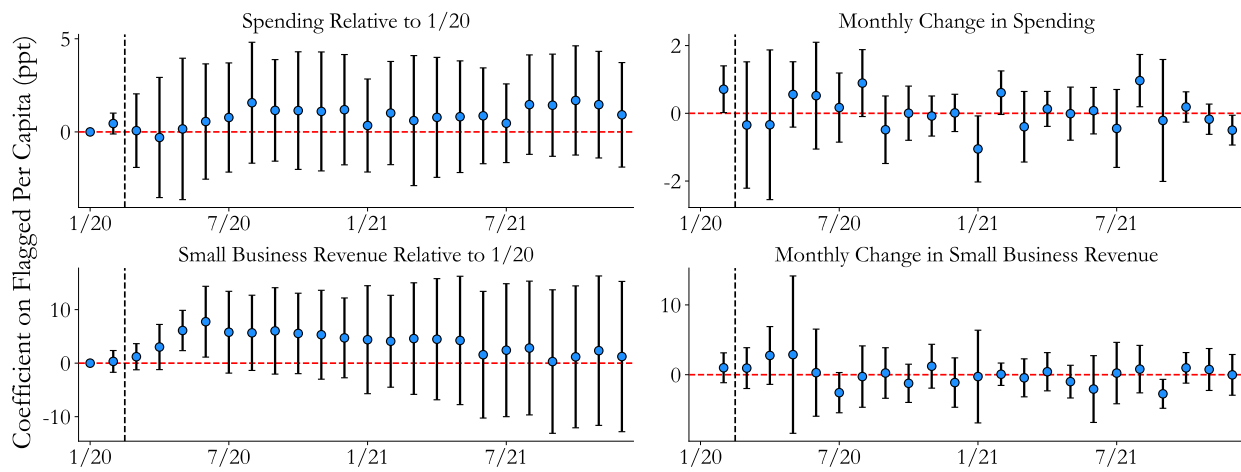 Coefficient on Flagged Per Capita (ppt)
Spending Relative to 1/20
5
0
1/20 7/20 1/21 7/21
Monthly Change in Spending
2
0
-2
1/20 7/20 1/21 7/21
Small Business Revenue Relative to 1/20
10
0
-10
1/20 7/20 1/21 7/21
Monthly Change in Small Business Revenue
10
0
1/20 7/20 1/21 7/21